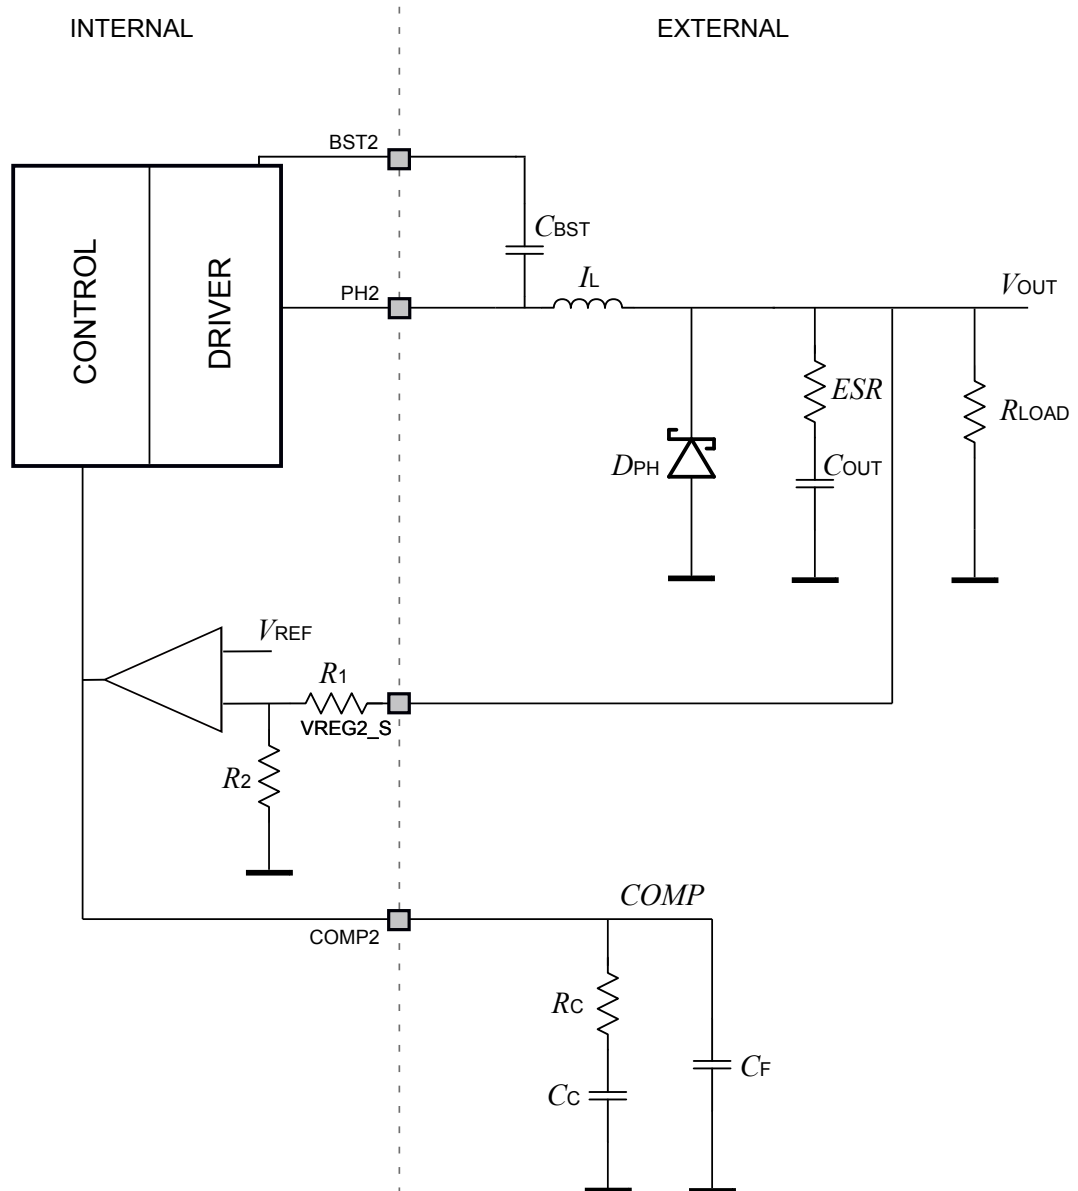 INTERNAL
EXTERNAL
BST2
CBST
CONTROL
DRIVER
PH2
IL
VOUT
ESR
RLOAD
DPH
COUT
VREF
R1
VREG2_S
R2
COMP
COMP2
RC
CF
CC